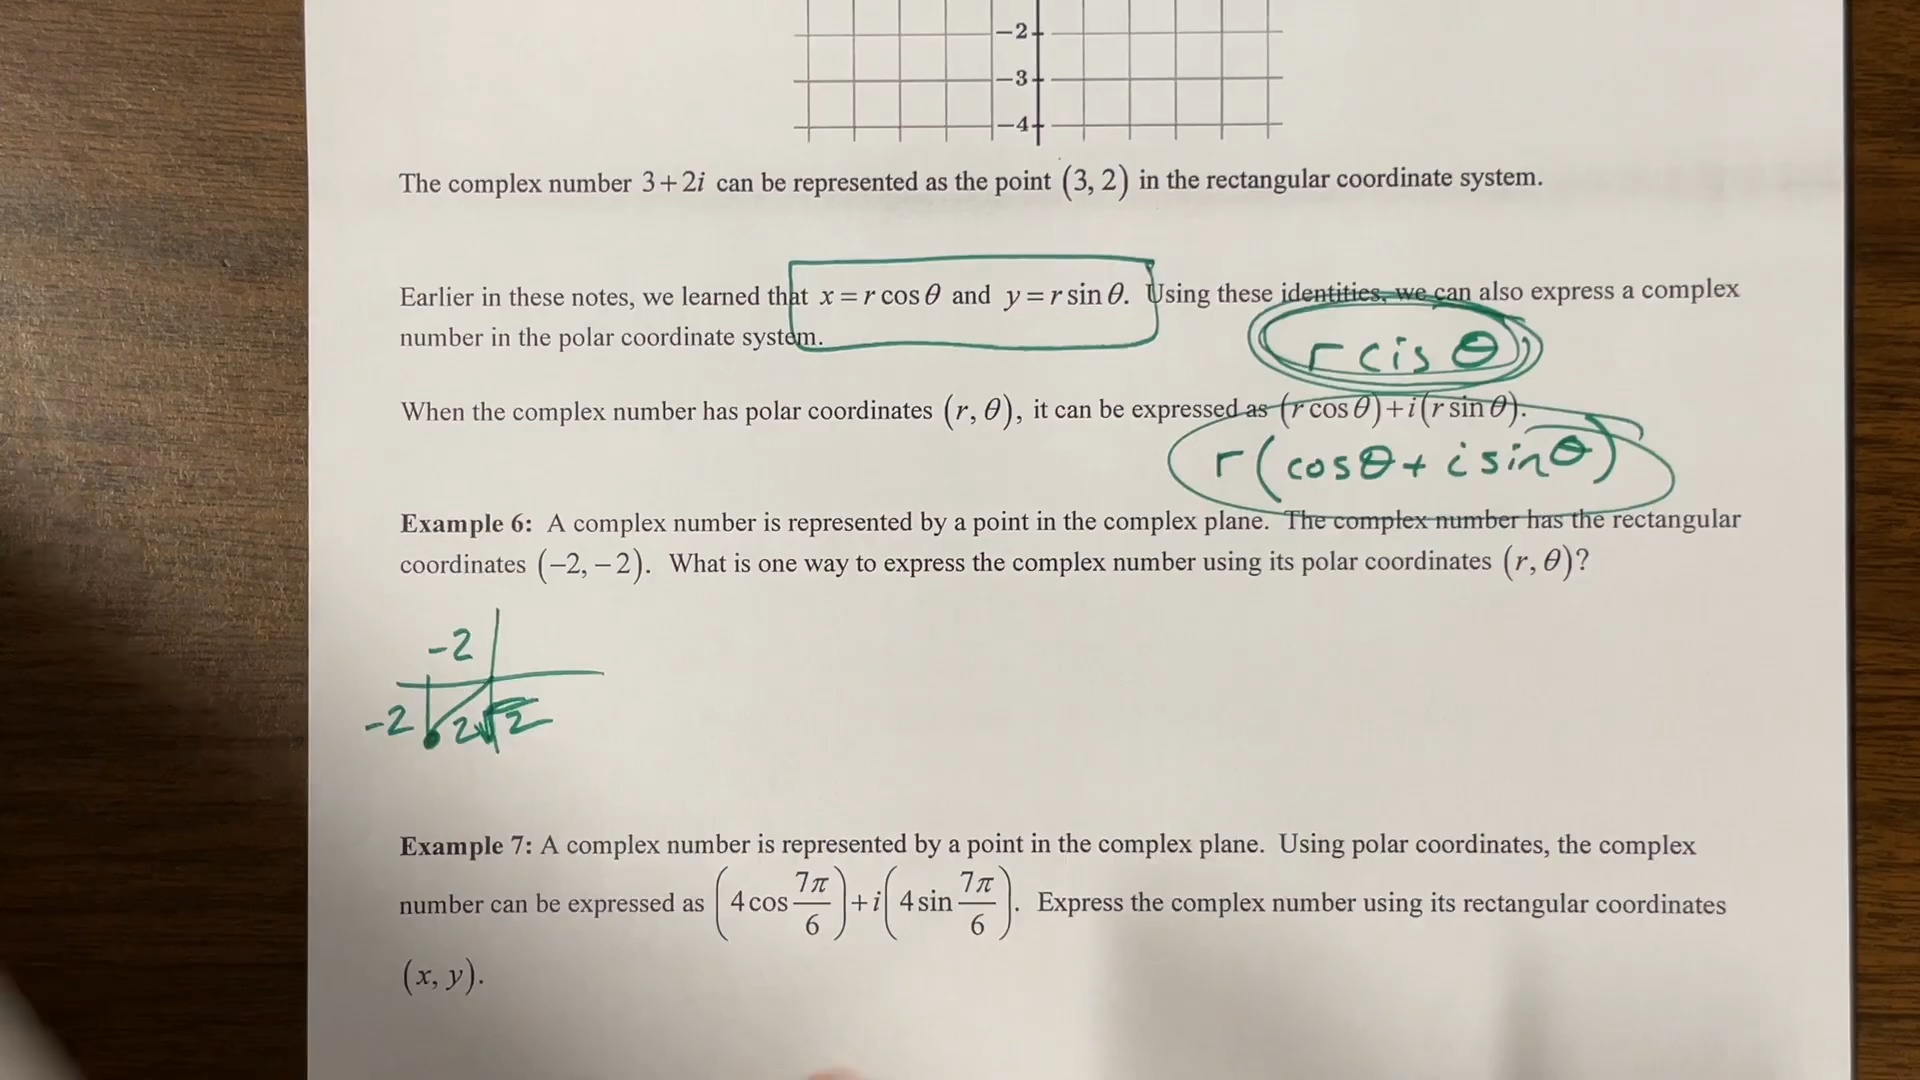 −2
−3
−4
The complex number 3+2i can be represented as the point (3, 2) in the rectangular coordinate system.
Earlier in these notes, we learned that x = r cos θ and y = r sin θ. Using these identities, we can also express a complex
number in the polar coordinate system.
r cis θ
When the complex number has polar coordinates (r, θ), it can be expressed as (r cos θ)+i(r sin θ).
r(cosθ + i sinθ)
Example 6: A complex number is represented by a point in the complex plane. The complex number has the rectangular
coordinates (−2, −2). What is one way to express the complex number using its polar coordinates (r, θ)?
-2
-2 2√2
Example 7: A complex number is represented by a point in the complex plane. Using polar coordinates, the complex
number can be expressed as (4 cos 7π/6)+i(4 sin 7π/6). Express the complex number using its rectangular coordinates
(x, y).